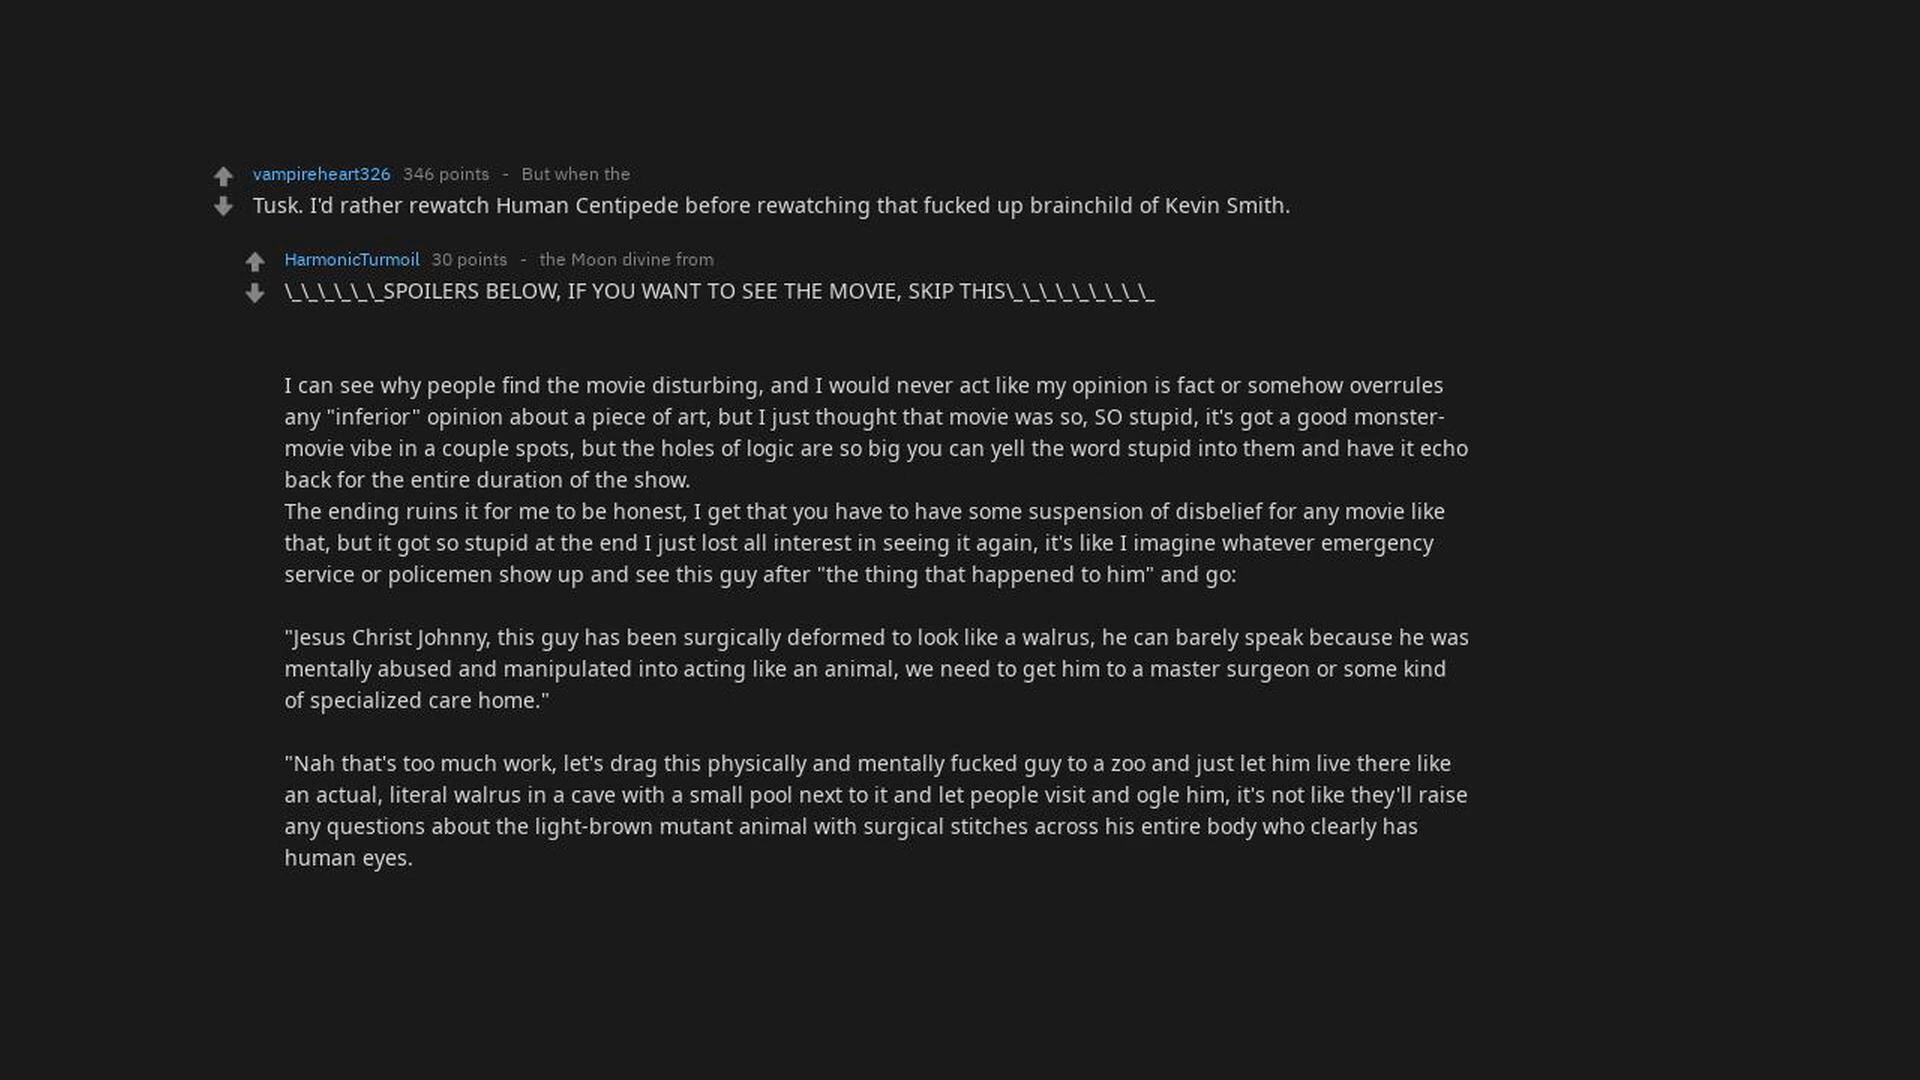 vampireheart326 346 points - But when the
Tusk. I'd rather rewatch Human Centipede before rewatching that fucked up brainchild of Kevin Smith.
HarmonicTurmoil 30 points - the Moon divine from
\_\_\_\_\_\_SPOILERS BELOW, IF YOU WANT TO SEE THE MOVIE, SKIP THIS\_\_\_\_\_\_\_\_\_
I can see why people find the movie disturbing, and I would never act like my opinion is fact or somehow overrules
any "inferior" opinion about a piece of art, but I just thought that movie was so, SO stupid, it's got a good monster-
movie vibe in a couple spots, but the holes of logic are so big you can yell the word stupid into them and have it echo
back for the entire duration of the show.
The ending ruins it for me to be honest, I get that you have to have some suspension of disbelief for any movie like
that, but it got so stupid at the end I just lost all interest in seeing it again, it's like I imagine whatever emergency
service or policemen show up and see this guy after "the thing that happened to him" and go:
"Jesus Christ Johnny, this guy has been surgically deformed to look like a walrus, he can barely speak because he was
mentally abused and manipulated into acting like an animal, we need to get him to a master surgeon or some kind
of specialized care home."
"Nah that's too much work, let's drag this physically and mentally fucked guy to a zoo and just let him live there like
an actual, literal walrus in a cave with a small pool next to it and let people visit and ogle him, it's not like they'll raise
any questions about the light-brown mutant animal with surgical stitches across his entire body who clearly has
human eyes.